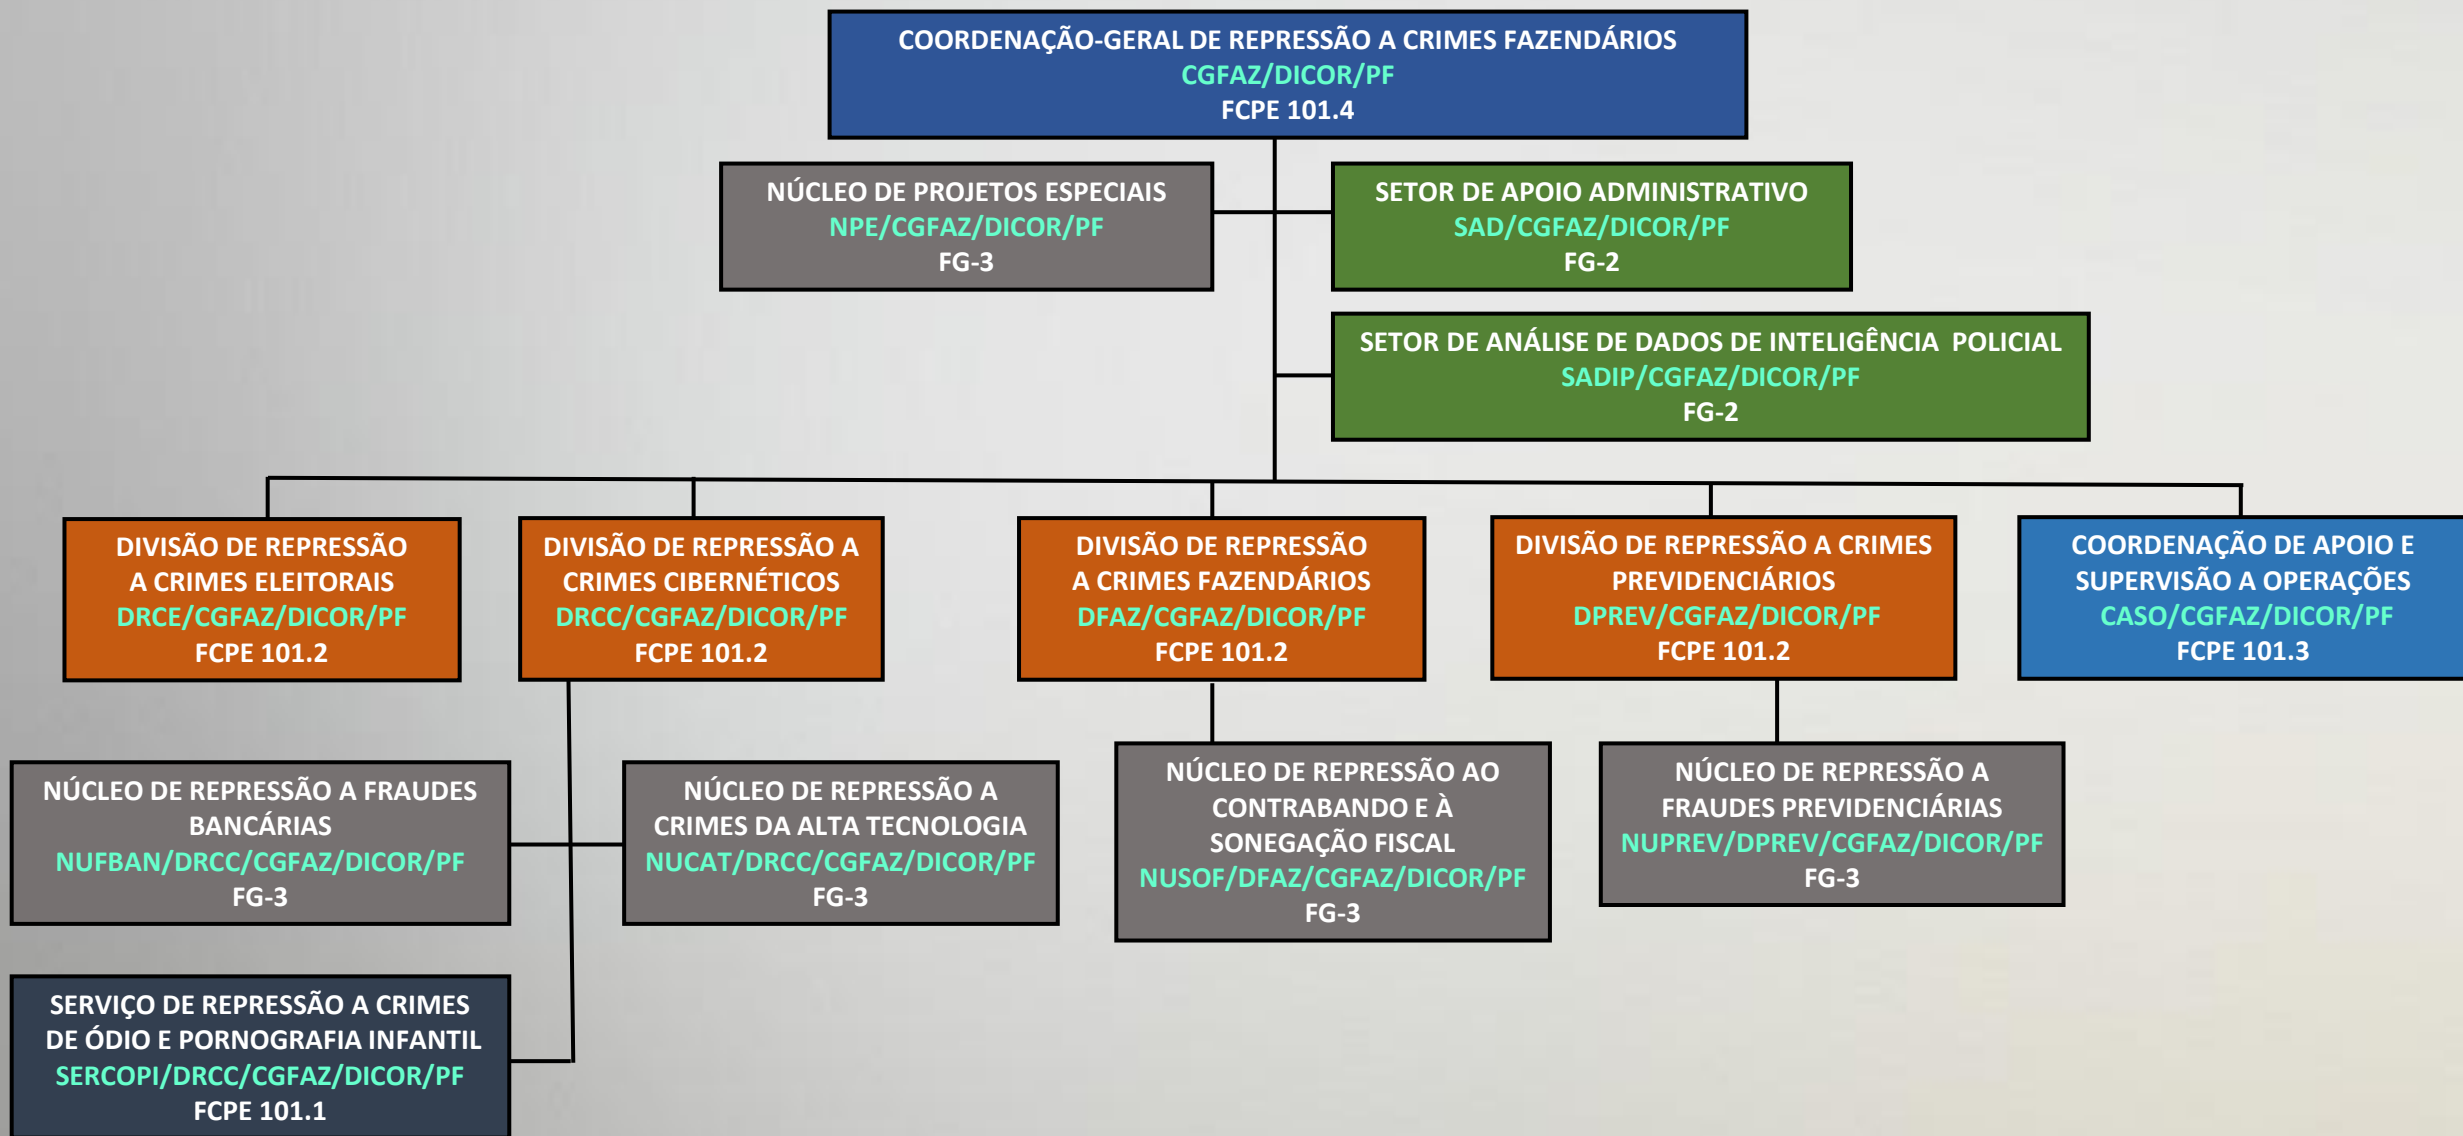 COORDENAÇÃO-GERAL DE REPRESSÃO A CRIMES FAZENDÁRIOS
CGFAZ/DICOR/PF
FCPE 101.4
NÚCLEO DE PROJETOS ESPECIAIS
NPE/CGFAZ/DICOR/PF
FG-3
SETOR DE APOIO ADMINISTRATIVO
SAD/CGFAZ/DICOR/PF
FG-2
SETOR DE ANÁLISE DE DADOS DE INTELIGÊNCIA POLICIAL
SADIP/CGFAZ/DICOR/PF
FG-2
DIVISÃO DE REPRESSÃO
A CRIMES ELEITORAIS
DRCE/CGFAZ/DICOR/PF
FCPE 101.2
DIVISÃO DE REPRESSÃO A
CRIMES CIBERNÉTICOS
DRCC/CGFAZ/DICOR/PF
FCPE 101.2
DIVISÃO DE REPRESSÃO
A CRIMES FAZENDÁRIOS
DFAZ/CGFAZ/DICOR/PF
FCPE 101.2
DIVISÃO DE REPRESSÃO A CRIMES
PREVIDENCIÁRIOS
DPREV/CGFAZ/DICOR/PF
FCPE 101.2
COORDENAÇÃO DE APOIO E
SUPERVISÃO A OPERAÇÕES
CASO/CGFAZ/DICOR/PF
FCPE 101.3
NÚCLEO DE REPRESSÃO A FRAUDES
BANCÁRIAS
NUFBAN/DRCC/CGFAZ/DICOR/PF
FG-3
NÚCLEO DE REPRESSÃO A
CRIMES DA ALTA TECNOLOGIA
NUCAT/DRCC/CGFAZ/DICOR/PF
FG-3
NÚCLEO DE REPRESSÃO AO
CONTRABANDO E À
SONEGAÇÃO FISCAL
NUSOF/DFAZ/CGFAZ/DICOR/PF
FG-3
NÚCLEO DE REPRESSÃO A
FRAUDES PREVIDENCIÁRIAS
NUPREV/DPREV/CGFAZ/DICOR/PF
FG-3
SERVIÇO DE REPRESSÃO A CRIMES
DE ÓDIO E PORNOGRAFIA INFANTIL
SERCOPI/DRCC/CGFAZ/DICOR/PF
FCPE 101.1